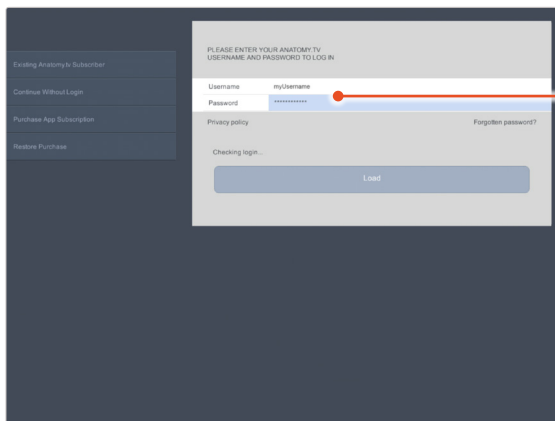 Existing Anatomy.tv Subscriber
Continue Without Login
Purchase App Subscription
Restore Purchase
PLEASE ENTER YOUR ANATOMY.TV
USERNAME AND PASSWORD TO LOG IN
Username myUsername
Password ************
Privacy policy Forgotten password?
Checking login...
Load